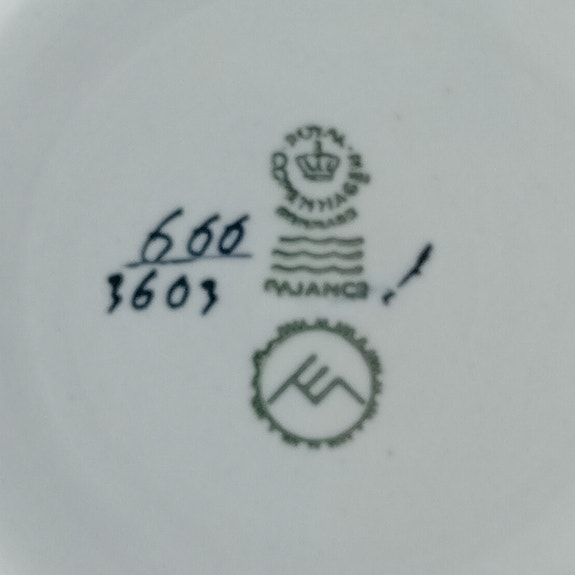 ROYAL
COPENHAGEN
DENMARK
FAJANCE
666
3603